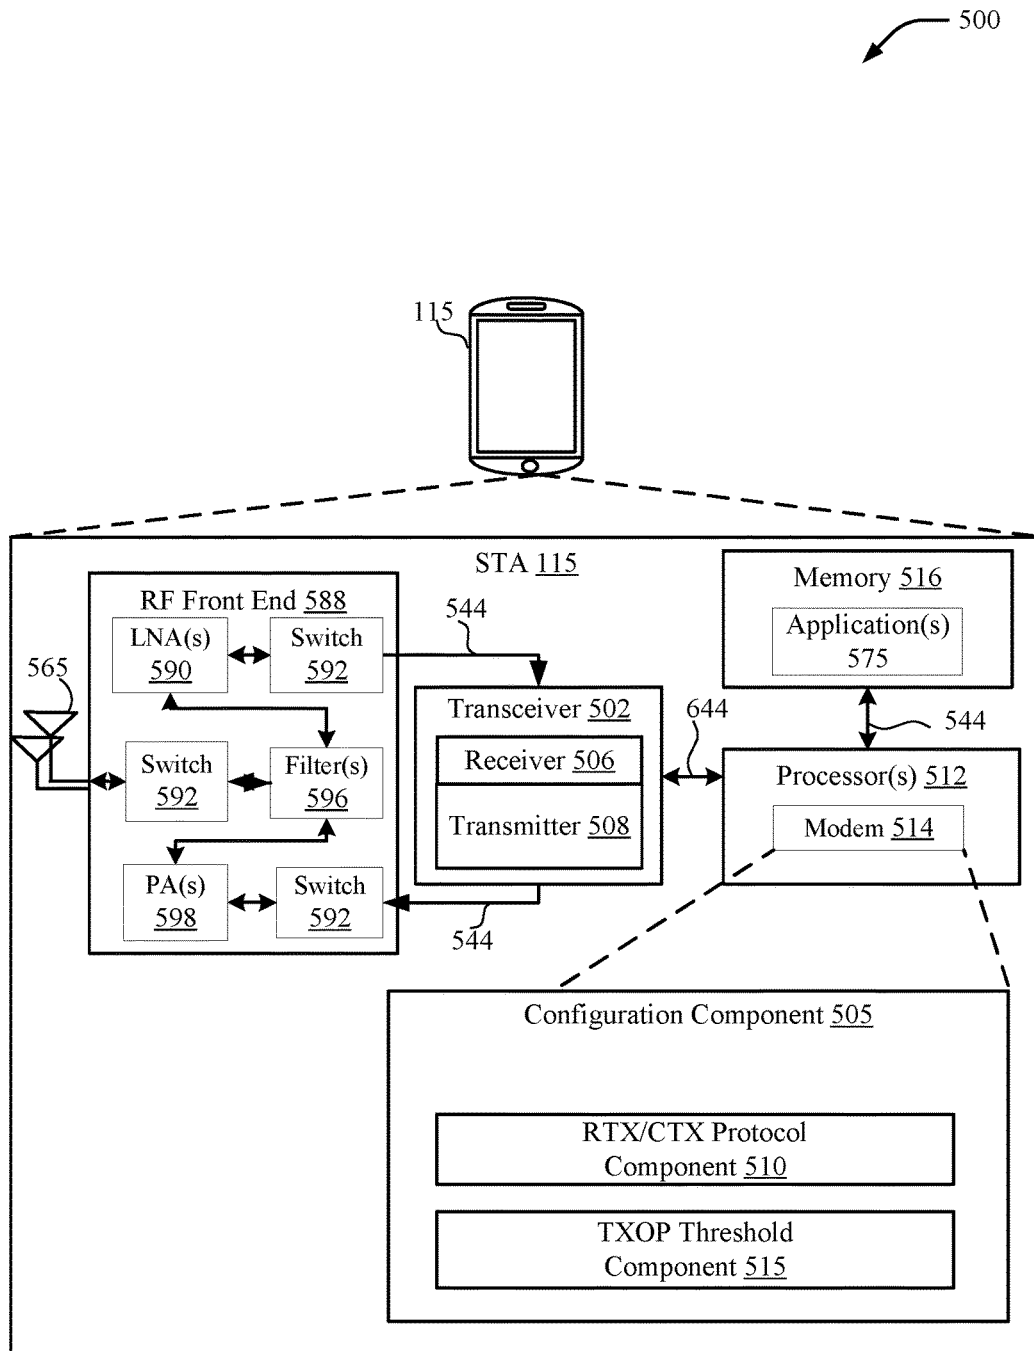 500
115
STA 115
RF Front End 588
LNA(s)
590
Switch
592
544
565
Switch
592
Filter(s)
596
PA(s)
598
Switch
592
544
Transceiver 502
Receiver 506
Transmitter 508
644
Memory 516
Application(s)
575
544
Processor(s) 512
Modem 514
Configuration Component 505
RTX/CTX Protocol
Component 510
TXOP Threshold
Component 515